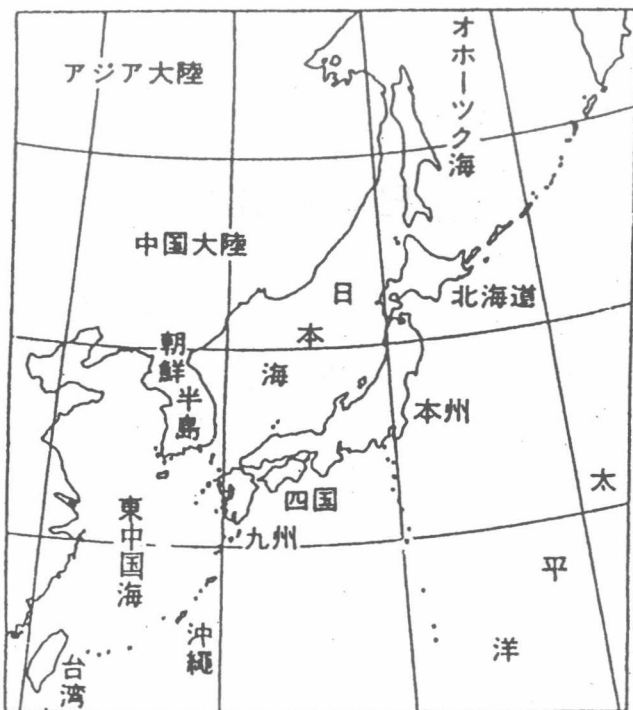 アジア大陸
オホーツク海
中国大陸
日本海
北海道
朝鮮半島
本州
四国
九州
太平洋
東中国海
沖縄
台湾